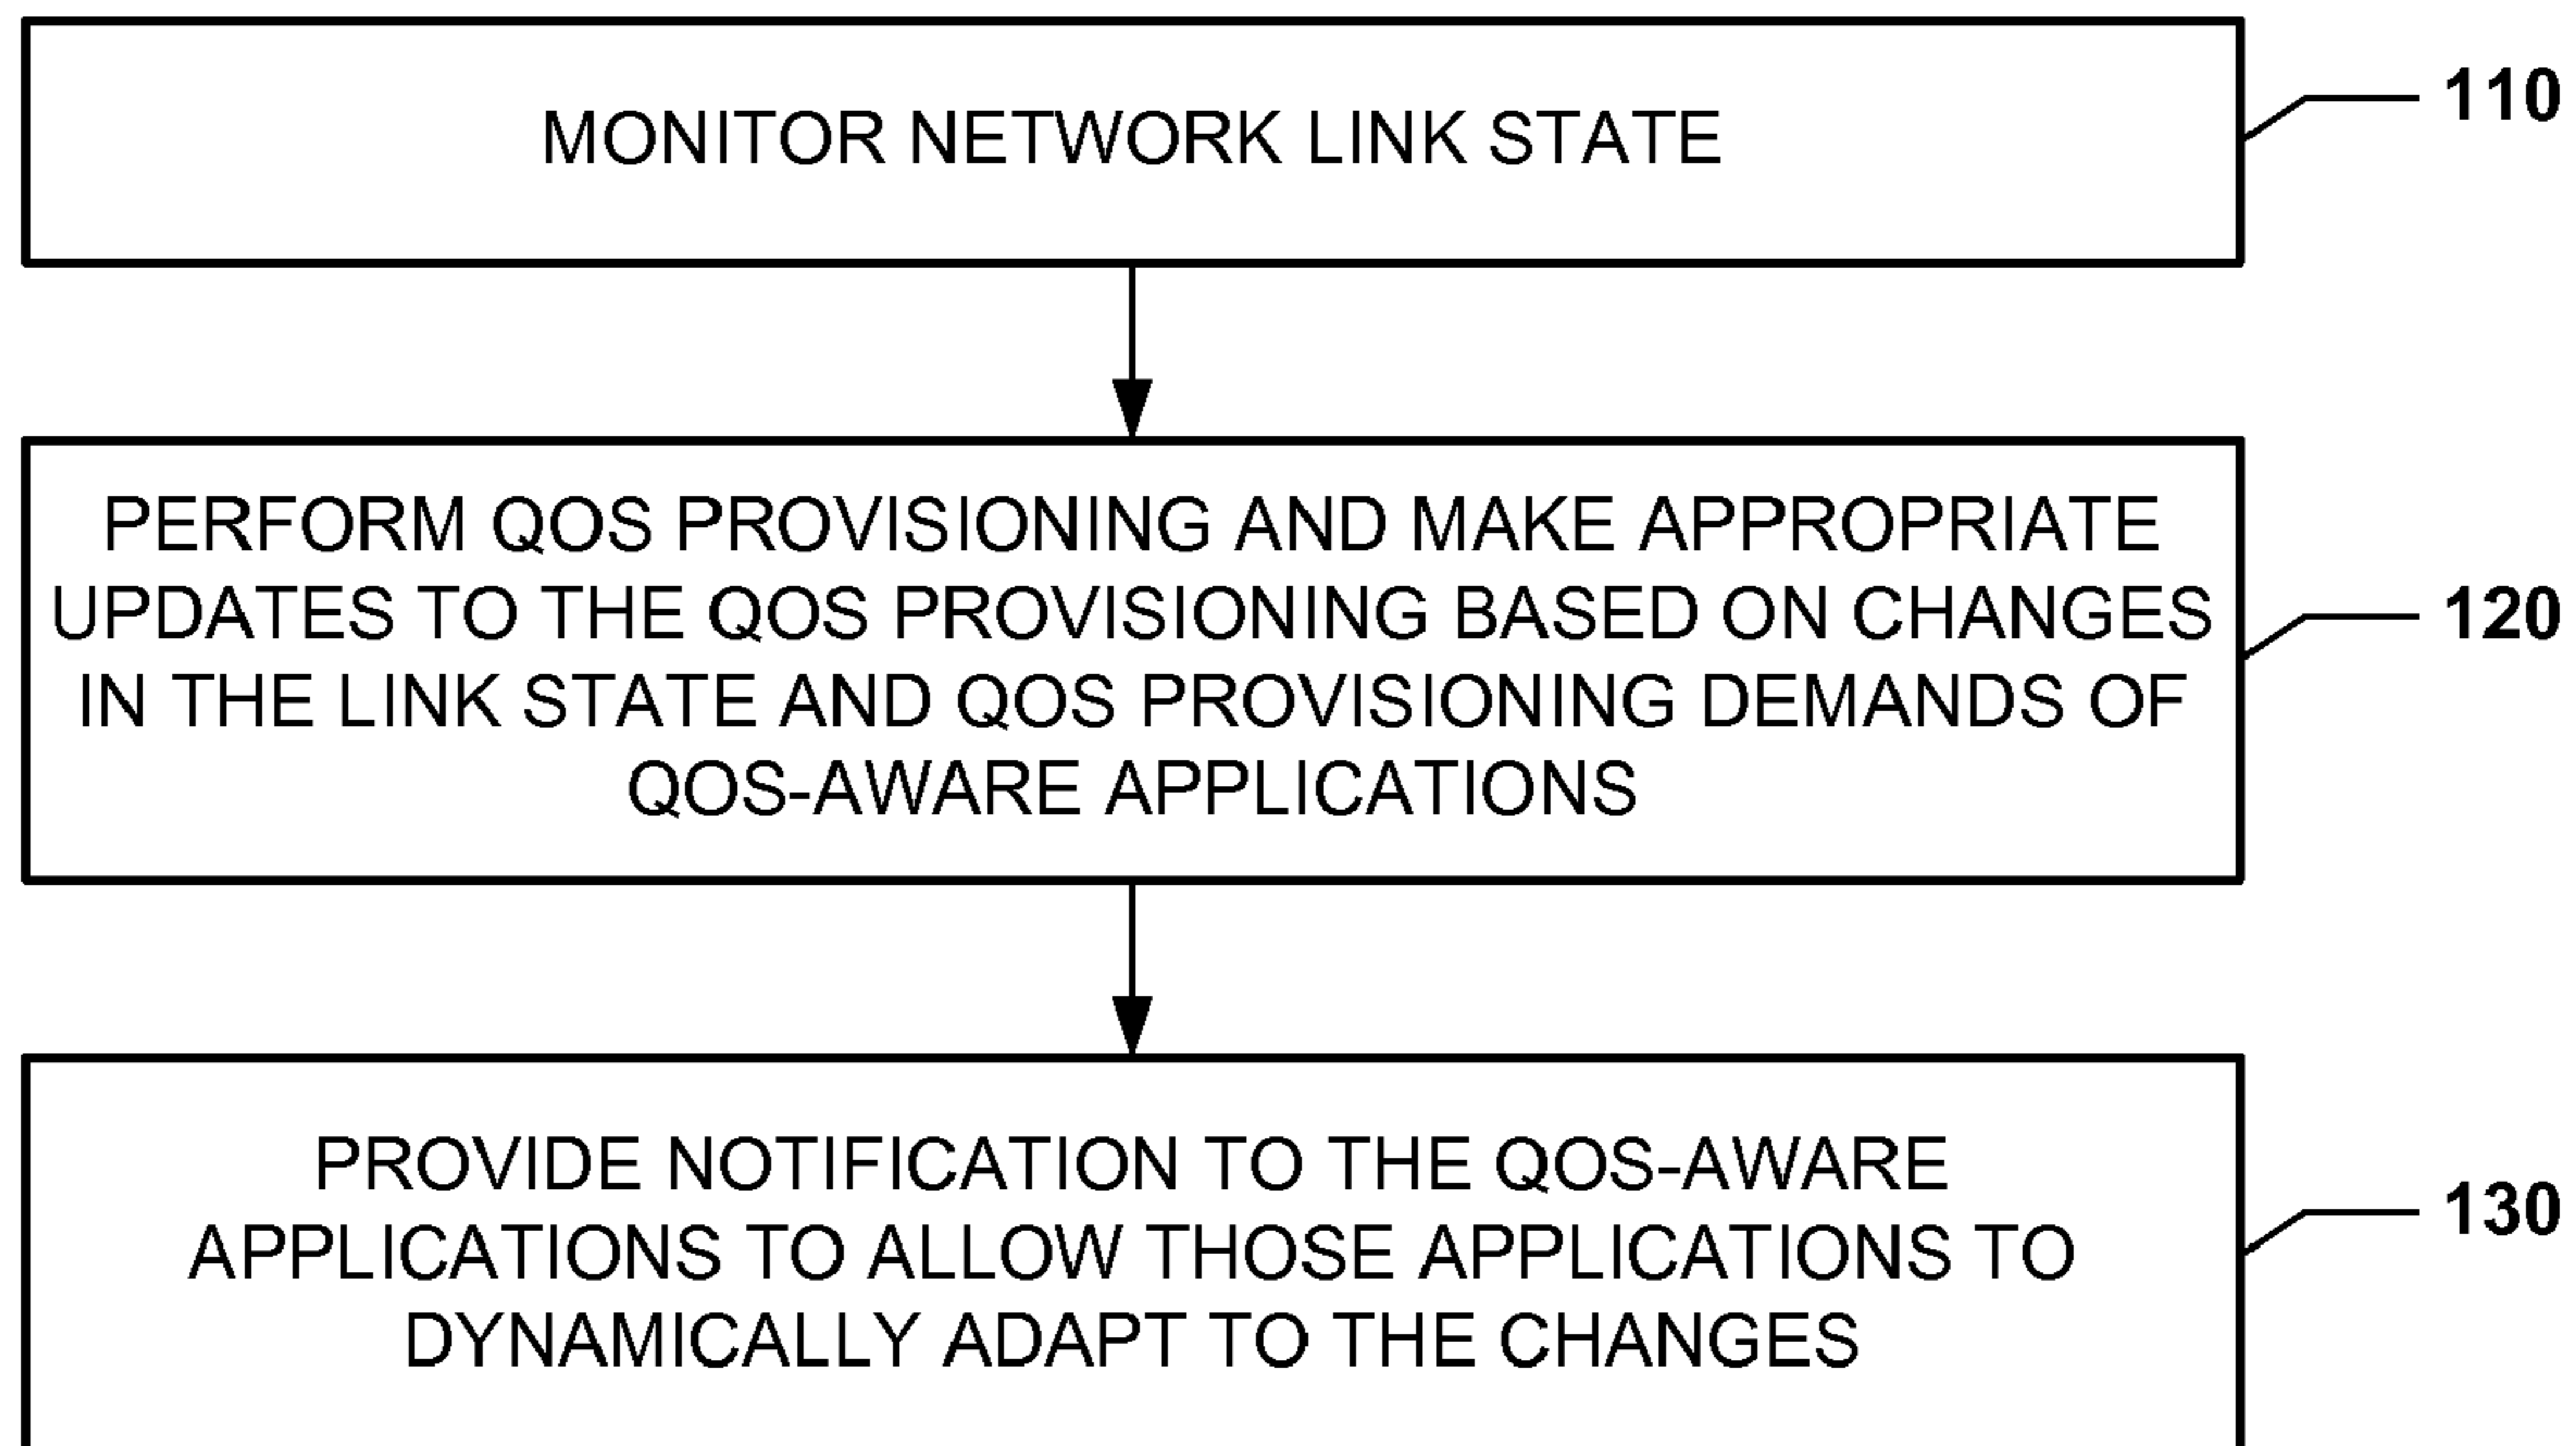 MONITOR NETWORK LINK STATE
110
PERFORM QOS PROVISIONING AND MAKE APPROPRIATE
UPDATES TO THE QOS PROVISIONING BASED ON CHANGES
IN THE LINK STATE AND QOS PROVISIONING DEMANDS OF
QOS-AWARE APPLICATIONS
120
PROVIDE NOTIFICATION TO THE QOS-AWARE
APPLICATIONS TO ALLOW THOSE APPLICATIONS TO
DYNAMICALLY ADAPT TO THE CHANGES
130